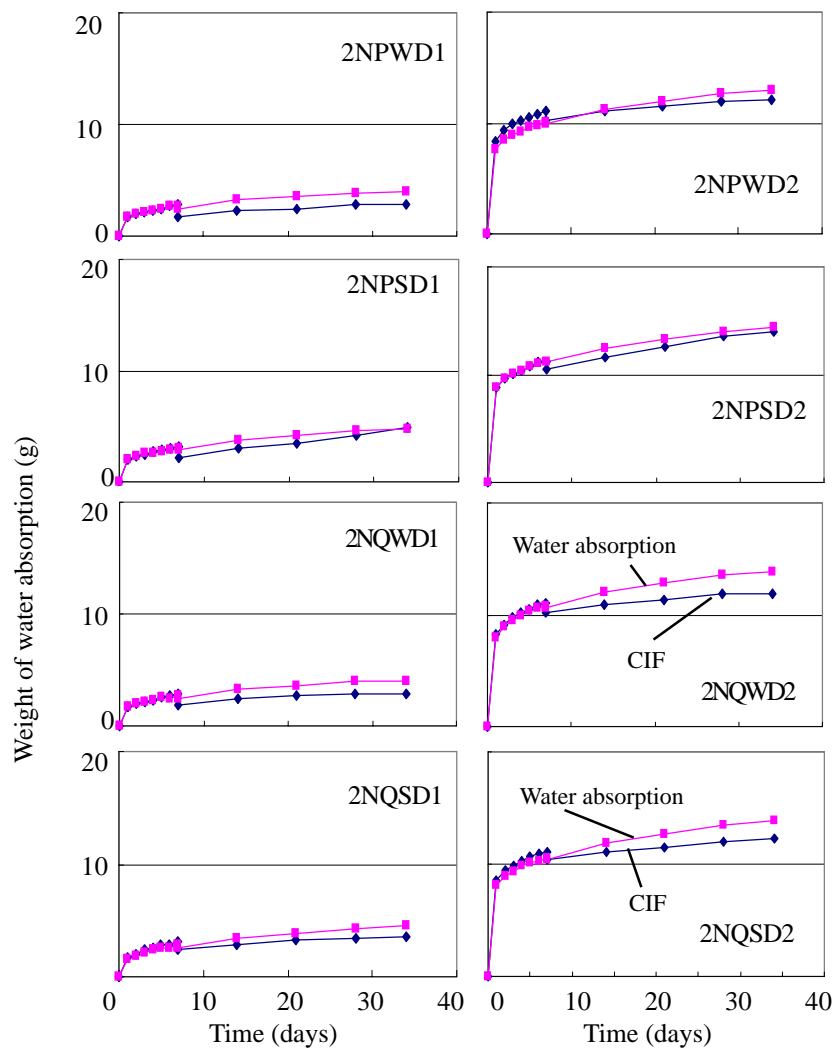 20
2NPWD1
10
0
2NPWD2
20
2NPSD1
10
0
2NPSD2
20
2NQWD1
10
0
Water absorption
CIF
2NQWD2
20
2NQSD1
10
Water absorption
CIF
2NQSD2
0 10 20 30 40
0 10 20 30 40
Time (days)
Time (days)
Weight of water absorption (g)